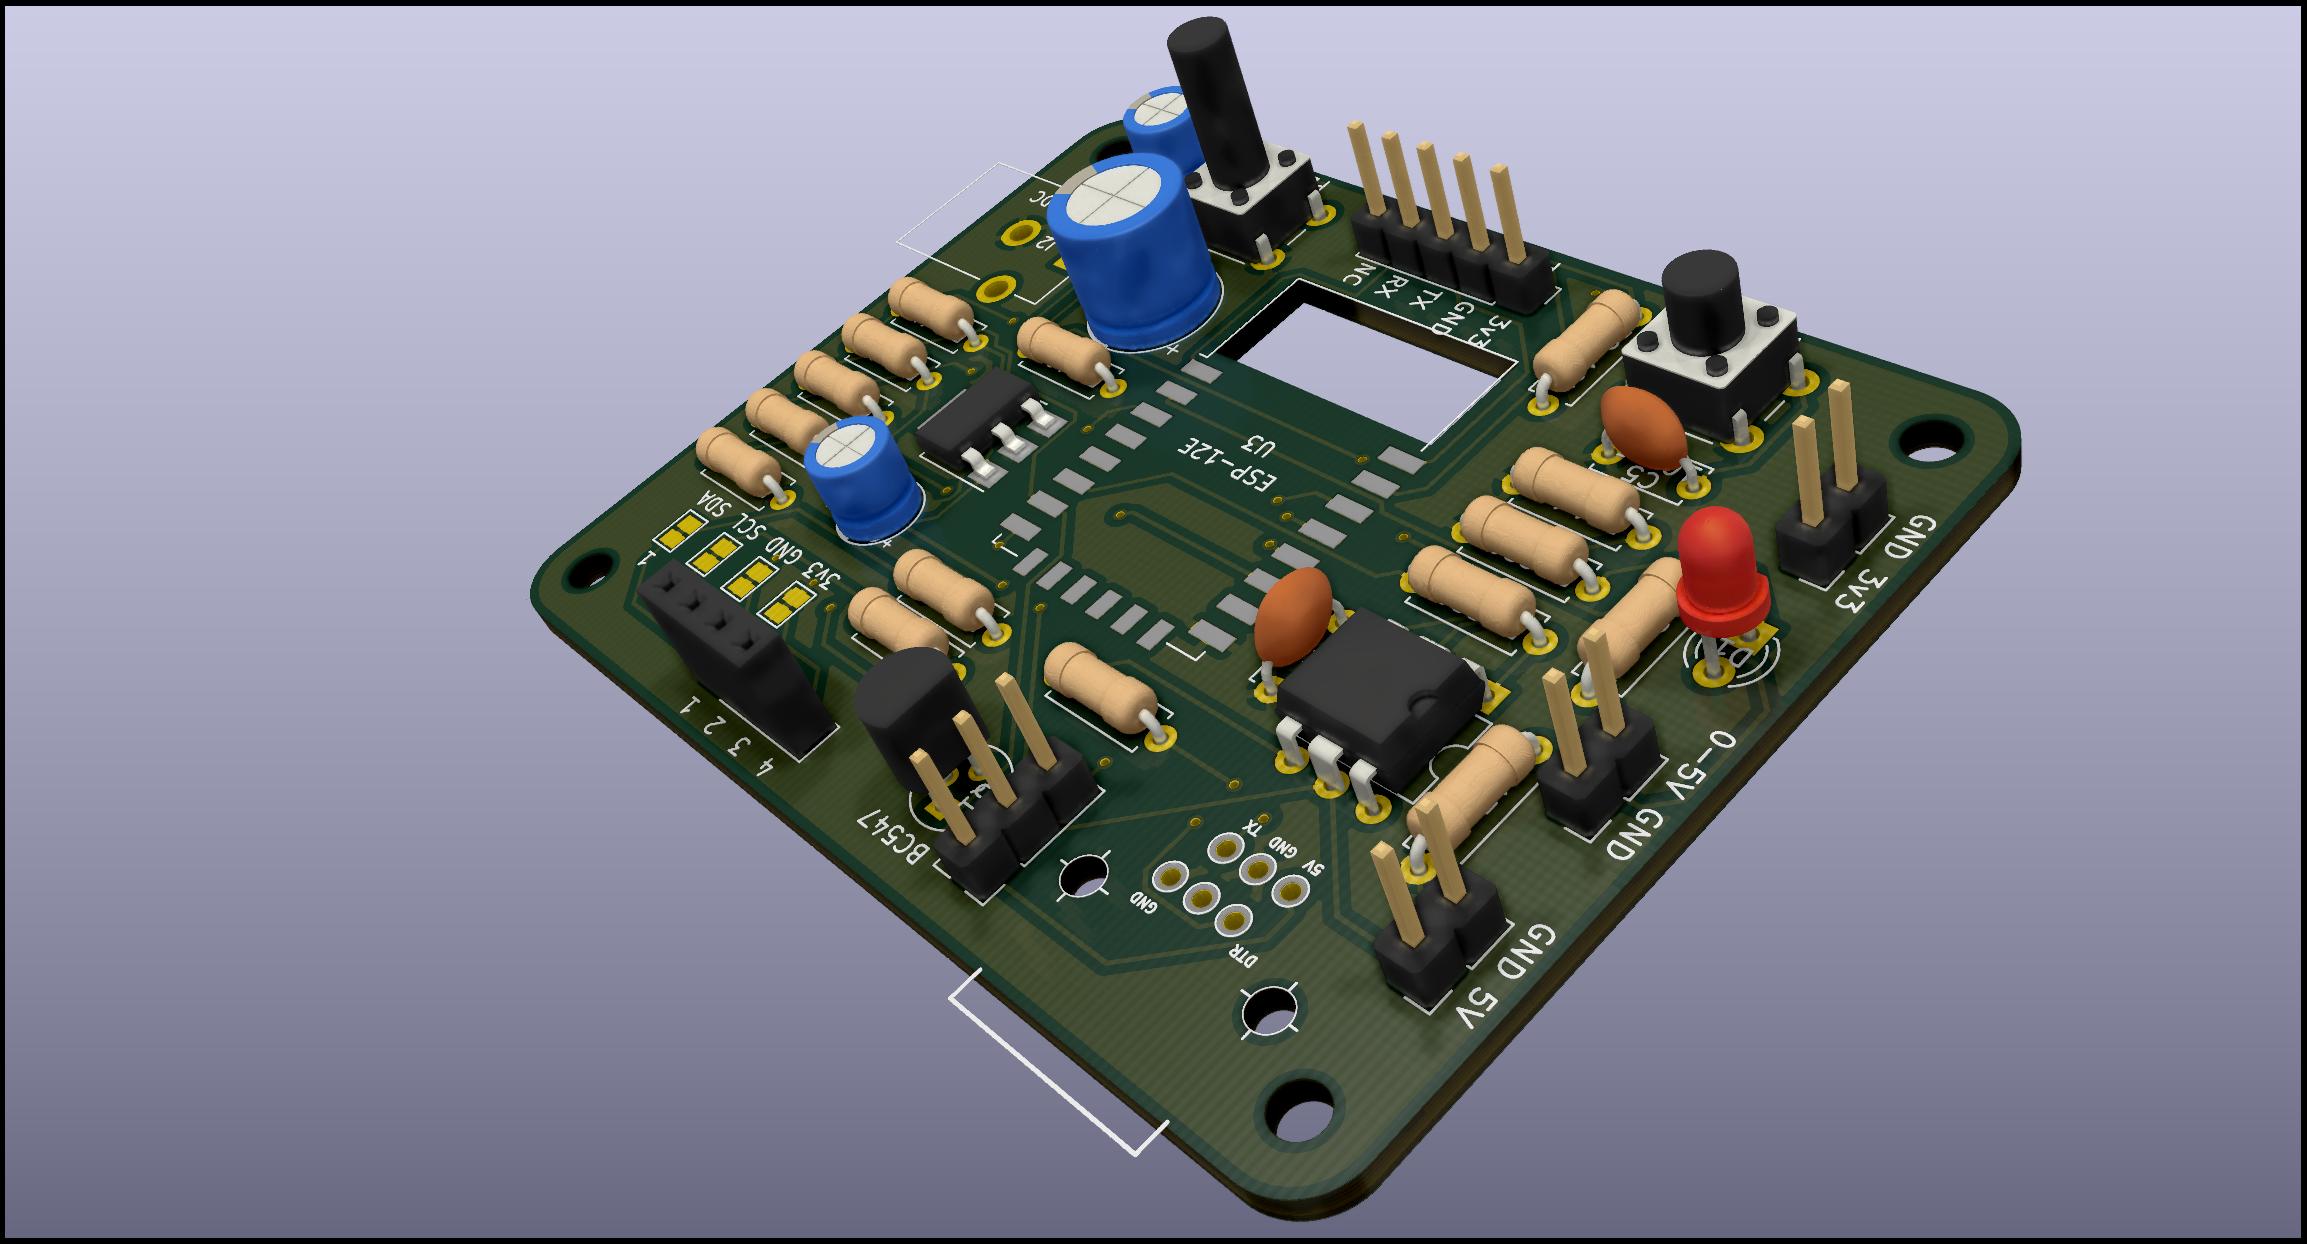 NC
RX
TX
GND
3v3
ESP-12E
U3
C5
GND
3v3
SDA
SCL
GND
3v3
1
1
2
3
4
BC547
TX
GND
5V
GND
DTR
0-5V
GND
GND
5V